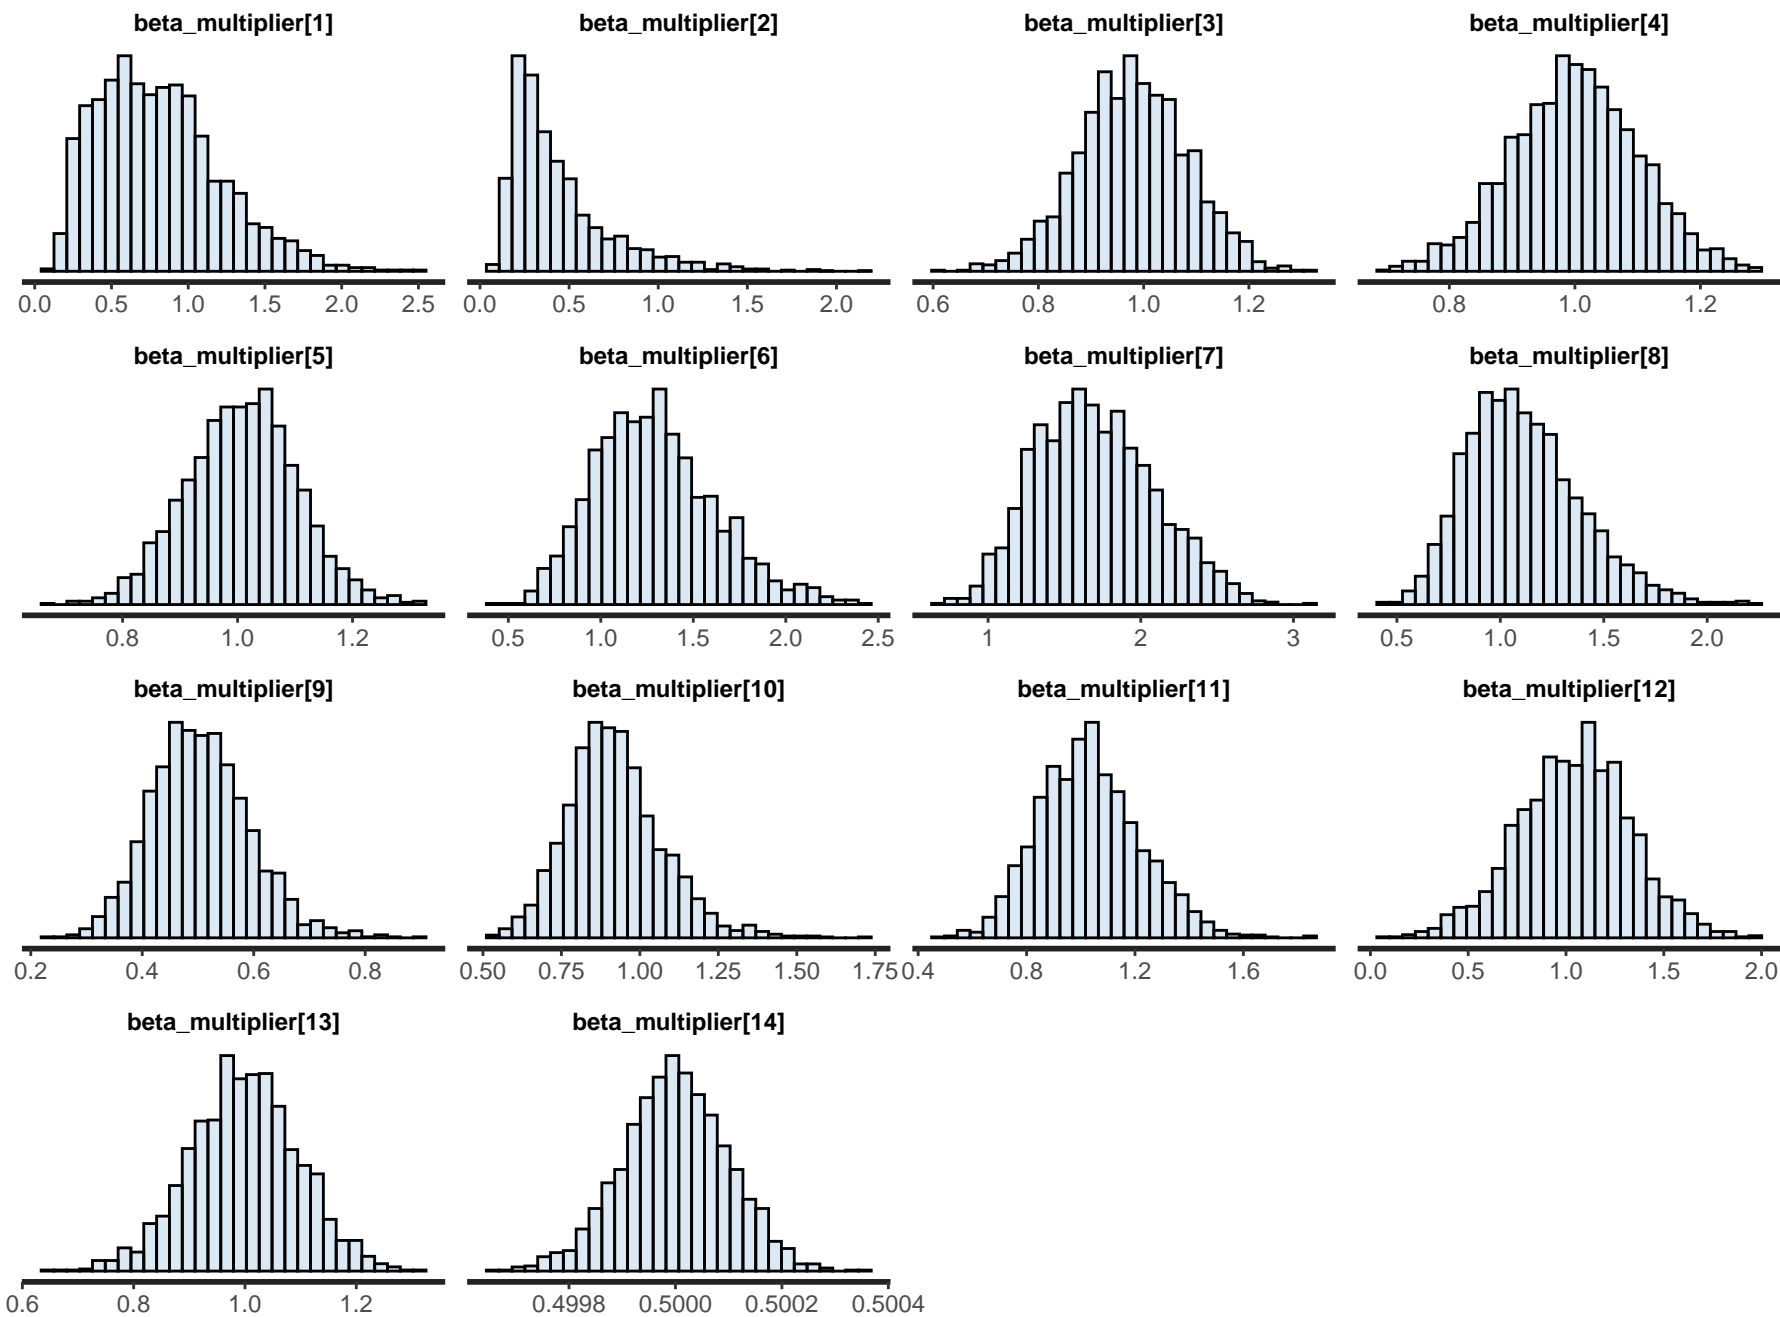 beta_multiplier[1] beta_multiplier[2] beta_multiplier[3] beta_multiplier[4]
0.0 0.5 1.0 1.5 2.0 2.5 0.0 0.5 1.0 1.5 2.0 0.6 0.8 1.0 1.2 0.8 1.0 1.2
beta_multiplier[5] beta_multiplier[6] beta_multiplier[7] beta_multiplier[8]
0.8 1.0 1.2 0.5 1.0 1.5 2.0 2.5 1 2 3 0.5 1.0 1.5 2.0
beta_multiplier[9] beta_multiplier[10] beta_multiplier[11] beta_multiplier[12]
0.2 0.4 0.6 0.8 0.50 0.75 1.00 1.25 1.50 1.75 0.4 0.8 1.2 1.6 0.0 0.5 1.0 1.5 2.0
beta_multiplier[13] beta_multiplier[14]
0.6 0.8 1.0 1.2 0.4998 0.5000 0.5002 0.5004